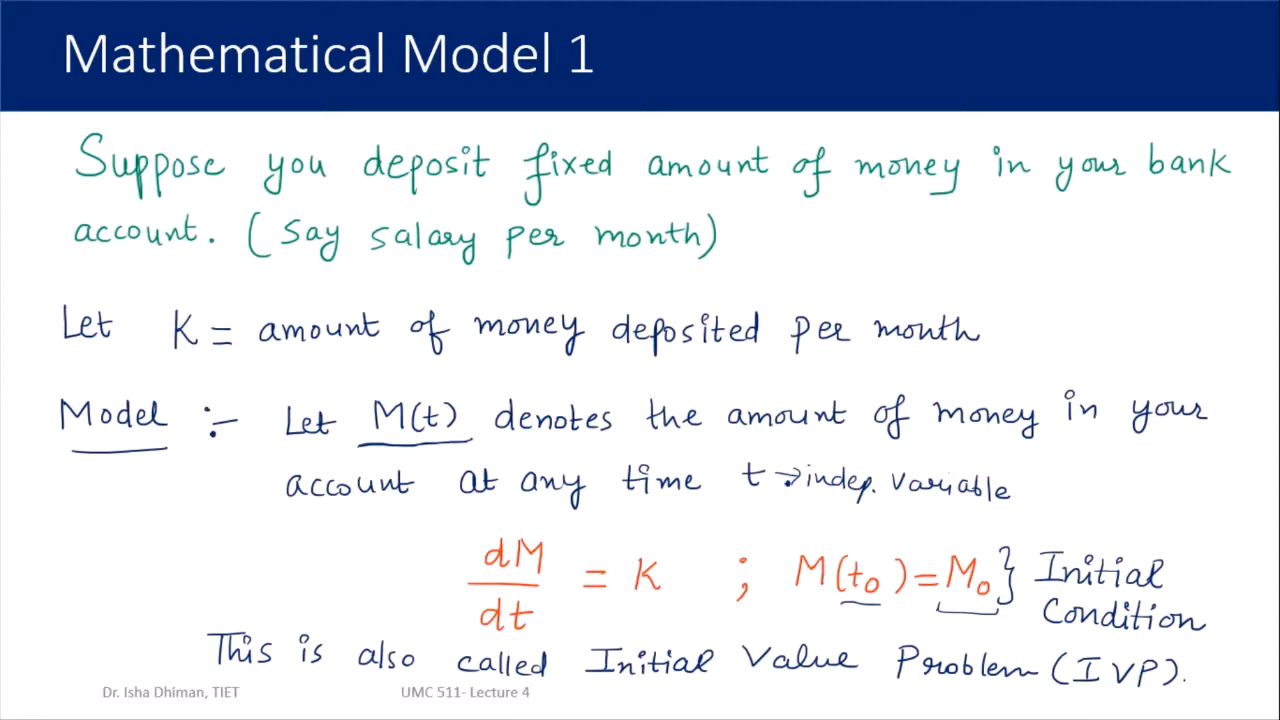 Mathematical Model 1
Suppose you deposit fixed amount of money in your bank
account. (Say salary per month)
Let K = amount of money deposited per month
Model :- Let M(t) denotes the amount of money in your
account at any time t → indep. variable
dM/dt = K ; M(t₀) = M₀} Initial
Condition
This is also called Initial Value Problem (IVP).
Dr. Isha Dhiman, TIET UMC 511- Lecture 4